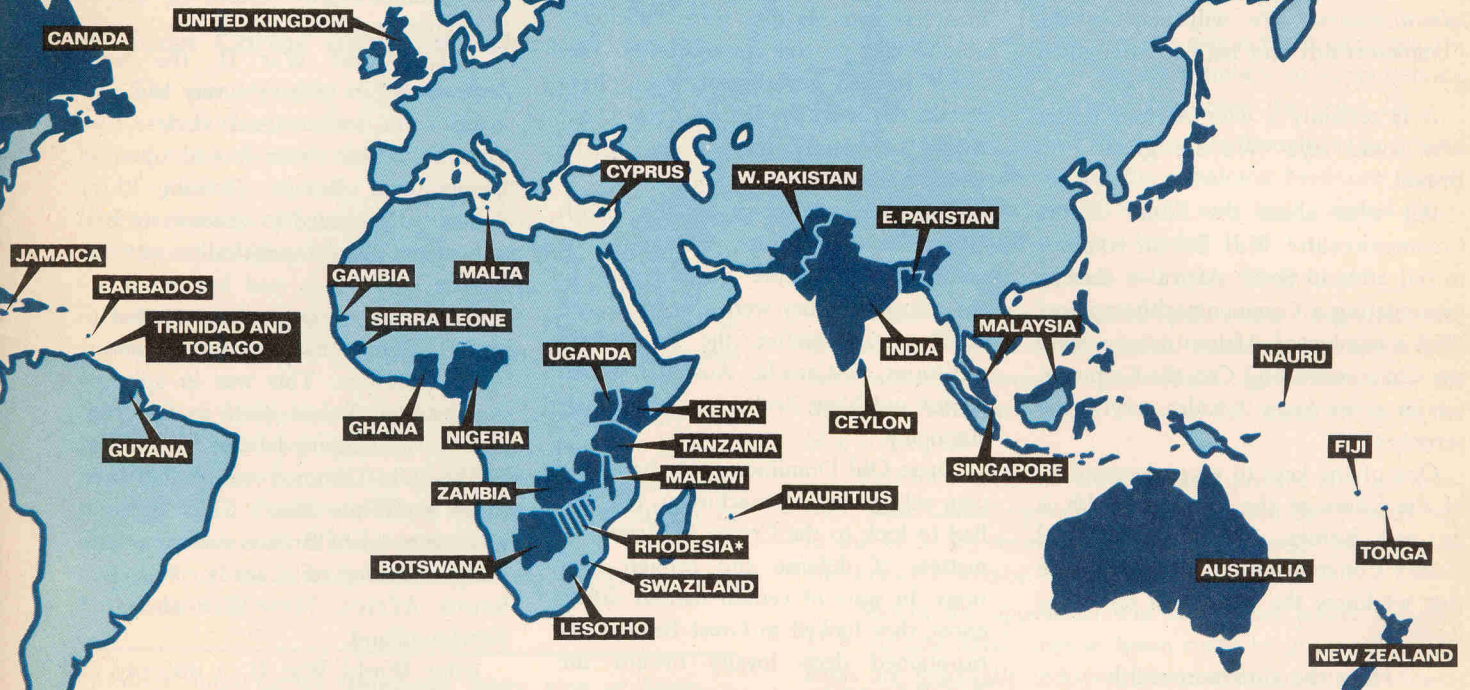 CANADA
UNITED KINGDOM
CYPRUS
W. PAKISTAN
E. PAKISTAN
JAMAICA
BARBADOS
TRINIDAD AND
TOBAGO
GAMBIA
MALTA
SIERRA LEONE
UGANDA
INDIA
MALAYSIA
NAURU
GHANA
NIGERIA
KENYA
CEYLON
GUYANA
TANZANIA
SINGAPORE
FIJI
MALAWI
ZAMBIA
MAURITIUS
RHODESIA*
TONGA
BOTSWANA
SWAZILAND
AUSTRALIA
LESOTHO
NEW ZEALAND